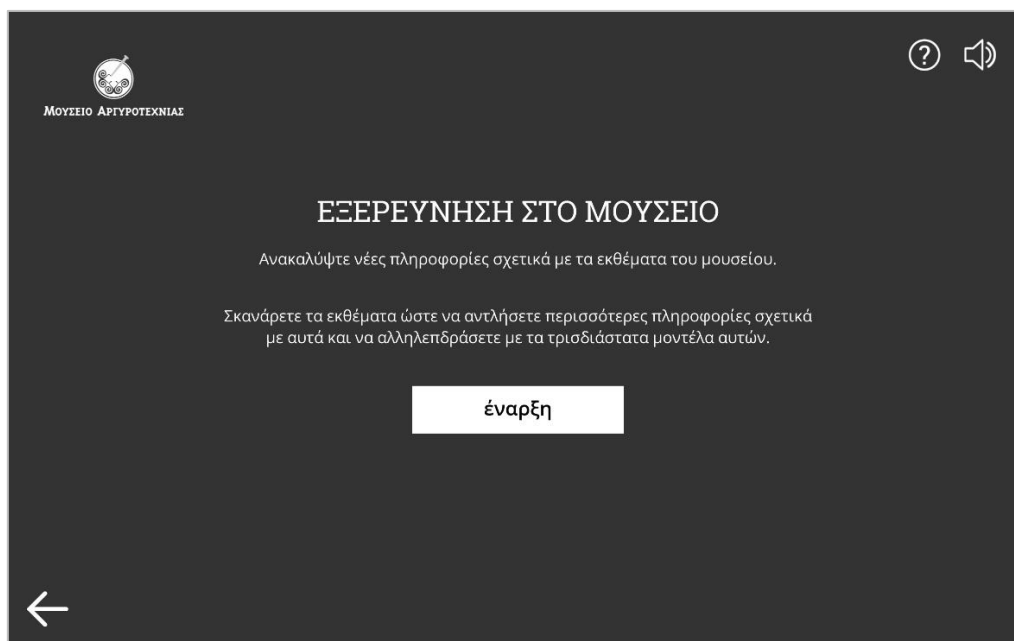 ΜΟΥΣΕΙΟ ΑΡΓΥΡΟΤΕΧΝΙΑΣ
ΕΞΕΡΕΥΝΗΣΗ ΣΤΟ ΜΟΥΣΕΙΟ
Ανακαλύψτε νέες πληροφορίες σχετικά με τα εκθέματα του μουσείου.
Σκανάρετε τα εκθέματα ώστε να αντλήσετε περισσότερες πληροφορίες σχετικά
με αυτά και να αλληλεπδράσετε με τα τρισδιάστατα μοντέλα αυτών.
έναρξη